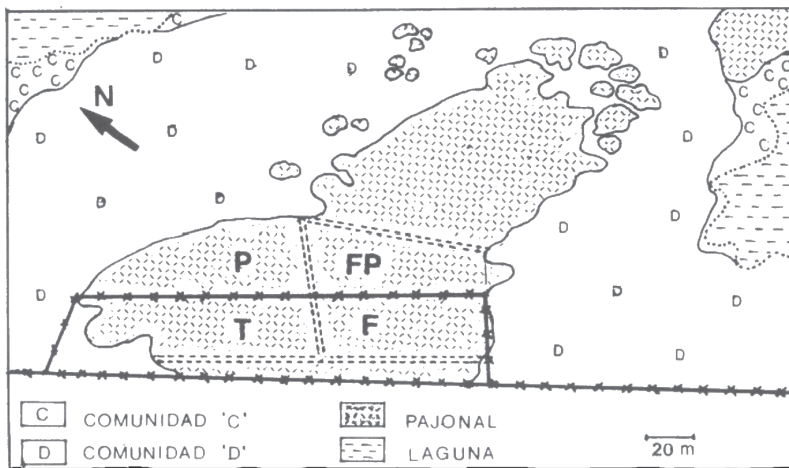 C
D D D D
C C
C C C C
C
N
D D D D
C
C
D D D
D D
P FP
D D D
T F
D D
C COMUNIDAD 'C' PAJONAL
D COMUNIDAD 'D' LAGUNA
20 m